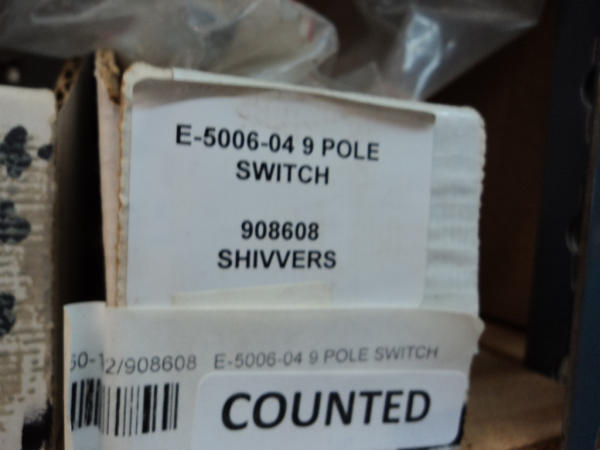 E-5006-04 9 POLE
SWITCH
908608
SHIVVERS
2/908608 E-5006-04 9 POLE SWITCH
COUNTED